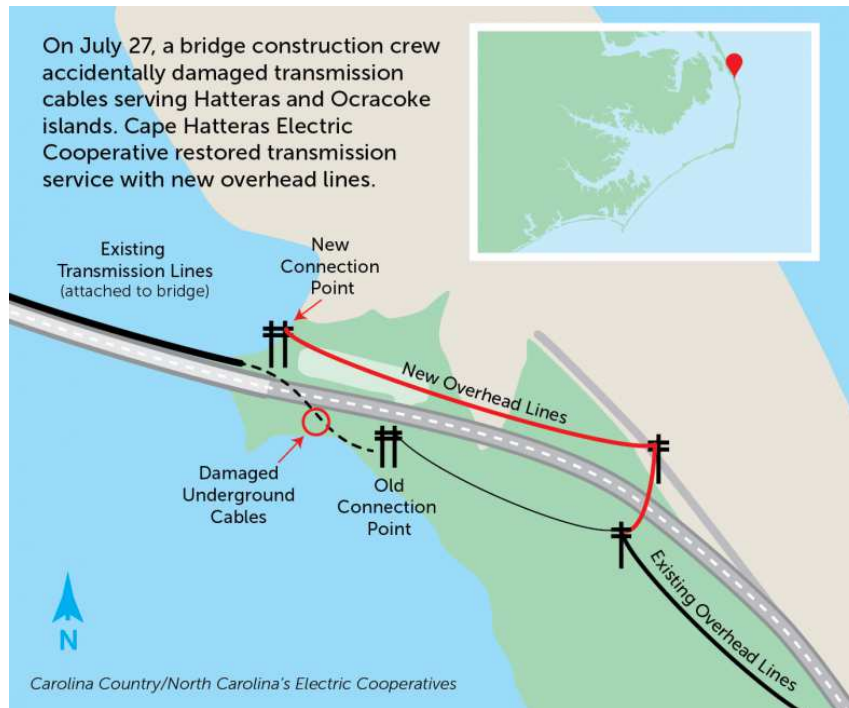 On July 27, a bridge construction crew
accidentally damaged transmission
cables serving Hatteras and Ocracoke
islands. Cape Hatteras Electric
Cooperative restored transmission
service with new overhead lines.
Existing
Transmission Lines
(attached to bridge)
New
Connection
Point
New Overhead Lines
Damaged
Underground
Cables
Old
Connection
Point
Existing Overhead Lines
N
Carolina Country/North Carolina's Electric Cooperatives